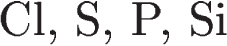 Cl, S, P, Si